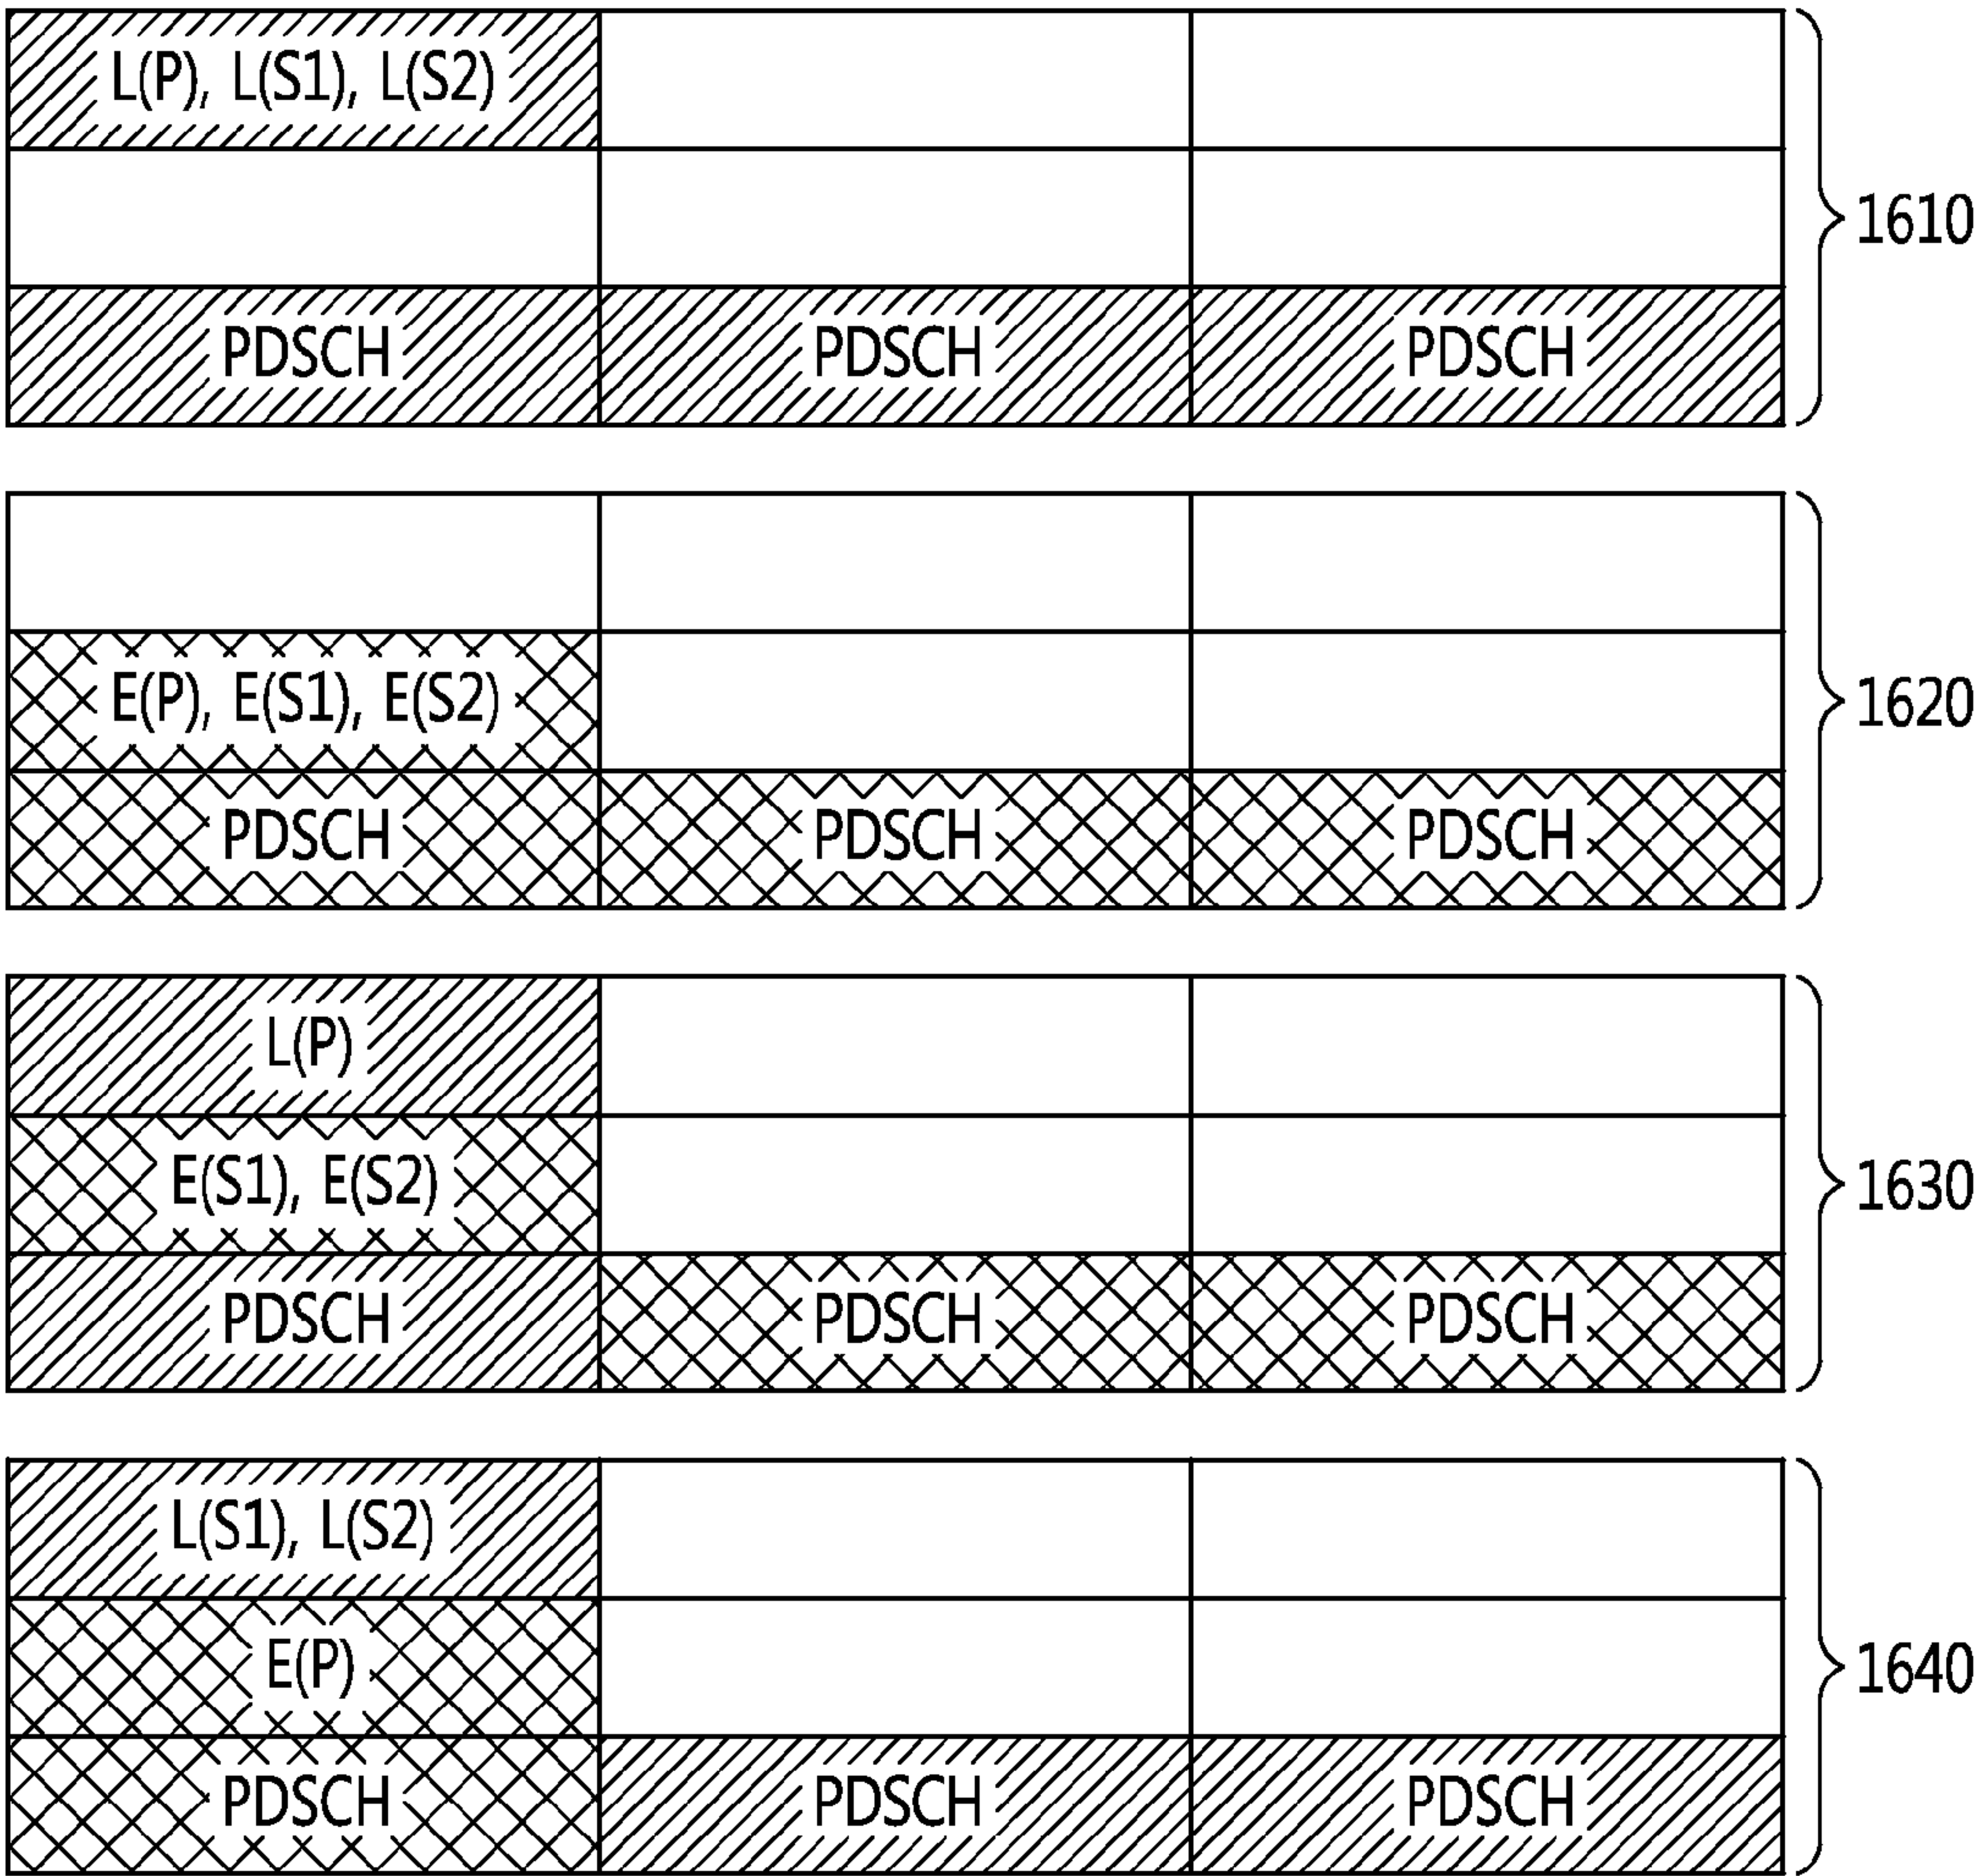 L(P), L(S1), L(S2)
1610
PDSCH PDSCH PDSCH
E(P), E(S1), E(S2)
1620
PDSCH PDSCH PDSCH
L(P)
E(S1), E(S2)
1630
PDSCH PDSCH PDSCH
L(S1), L(S2)
E(P)
1640
PDSCH PDSCH PDSCH